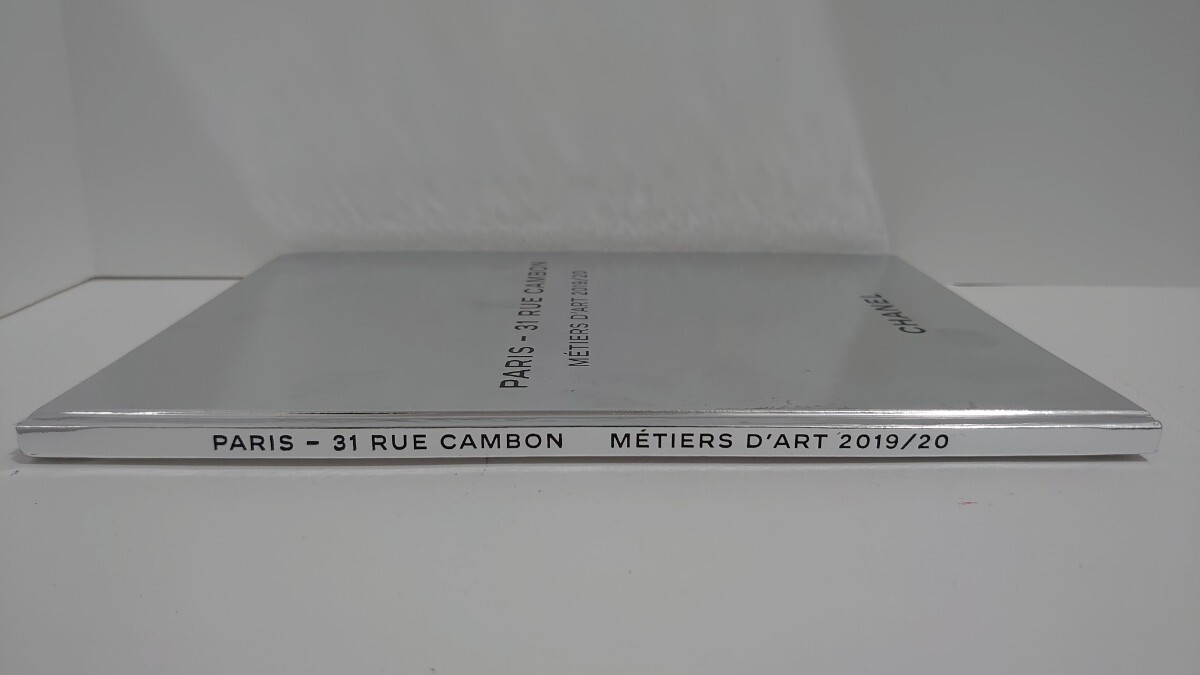 PARIS – 31 RUE CAMBON
MÉTIERS D'ART 2019/20
CHANEL
PARIS – 31 RUE CAMBON MÉTIERS D'ART 2019/20